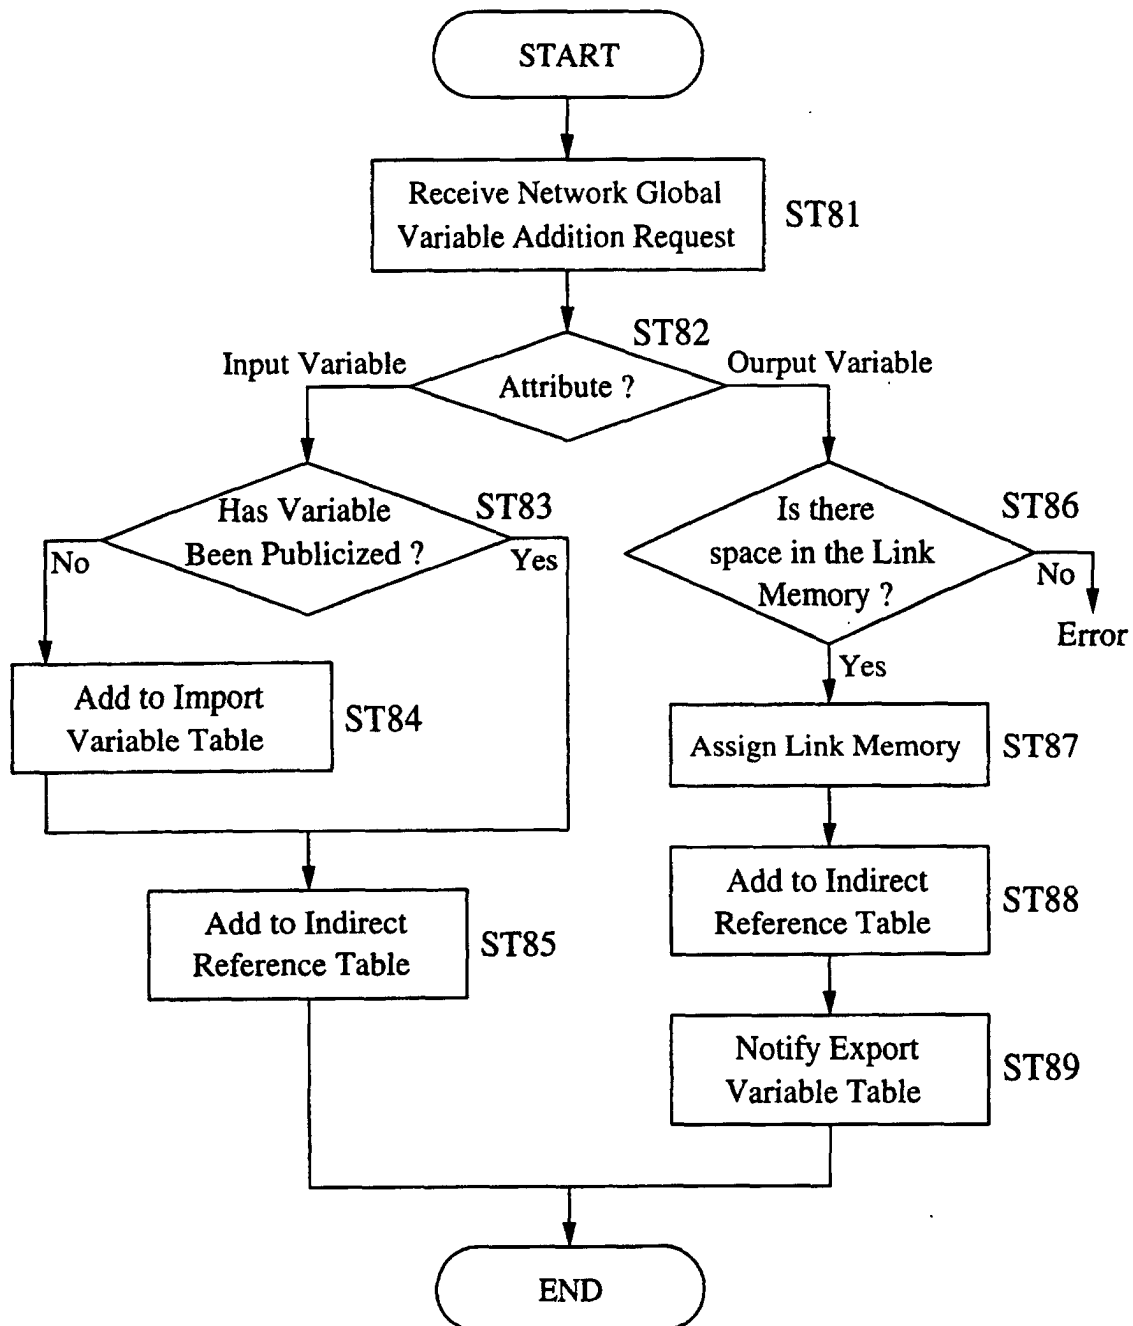 START
Receive Network Global
Variable Addition Request
ST81
ST82
Input Variable
Attribute ?
Ourput Variable
Has Variable
Been Publicized ?
ST83
No
Yes
Is there
space in the Link
Memory ?
ST86
No
Error
Yes
Add to Import
Variable Table
ST84
Assign Link Memory
ST87
Add to Indirect
Reference Table
ST85
Add to Indirect
Reference Table
ST88
Notify Export
Variable Table
ST89
END